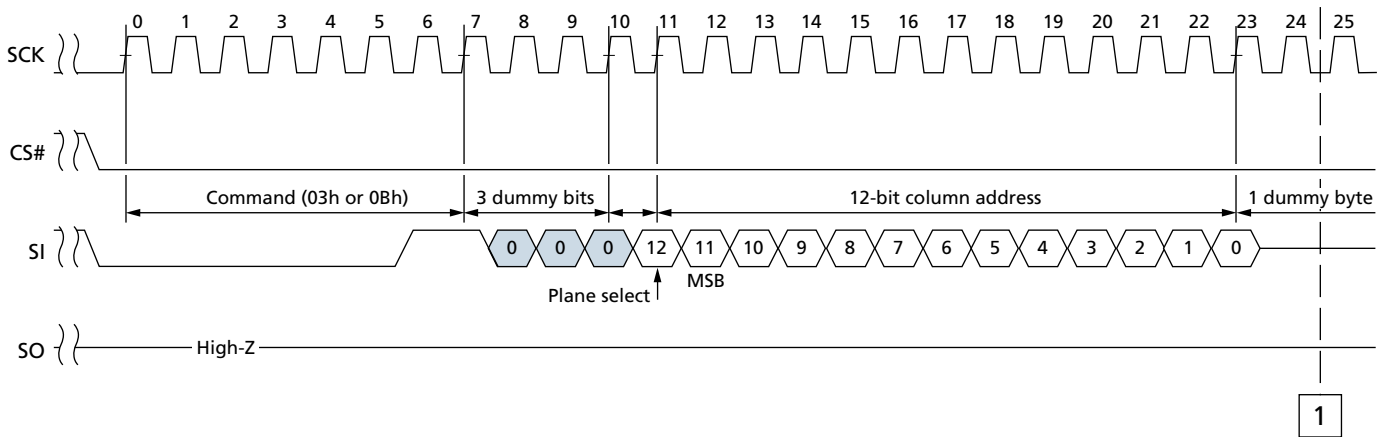 0 1 2 3 4 5 6 7 8 9 10 11 12 13 14 15 16 17 18 19 20 21 22 23 24 25
SCK
CS#
Command (03h or 0Bh) 3 dummy bits 12-bit column address 1 dummy byte
SI 0 0 0 12 11 10 9 8 7 6 5 4 3 2 1 0
MSB
Plane select
SO High-Z
1